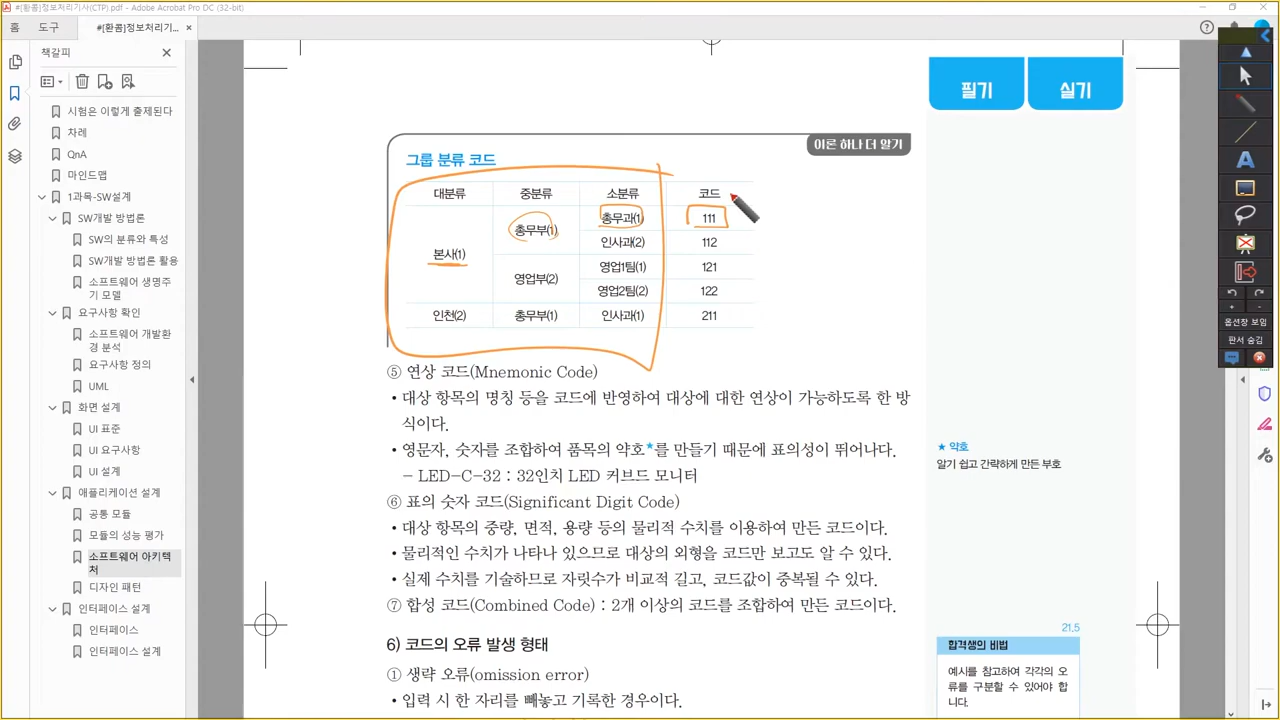 #[환콤]정보처리기사(CTP).pdf - Adobe Acrobat Pro DC (32-bit)
홈
도구
#[환콤]정보처리기...
책갈피
시험은 이렇게 출제된다
차례
QnA
마인드맵
1과목-SW설계
SW개발 방법론
SW의 분류와 특성
SW개발 방법론 활용
소프트웨어 생명주
기 모델
요구사항 확인
소프트웨어 개발환
경 분석
요구사항 정의
UML
화면 설계
UI 표준
UI 요구사항
UI 설계
애플리케이션 설계
공통 모듈
모듈의 성능 평가
소프트웨어 아키텍
처
디자인 패턴
인터페이스 설계
인터페이스
인터페이스 설계
필기
실기
이론 하나 더 알기
그룹 분류 코드
대분류 중분류 소분류 코드
본사(1) 총무부(1) 총무과(1) 111
인사과(2) 112
영업부(2) 영업1팀(1) 121
영업2팀(2) 122
인천(2) 총무부(1) 인사과(1) 211
⑤ 연상 코드(Mnemonic Code)
• 대상 항목의 명칭 등을 코드에 반영하여 대상에 대한 연상이 가능하도록 한 방
식이다.
• 영문자, 숫자를 조합하여 품목의 약호★를 만들기 때문에 표의성이 뛰어나다.
– LED-C-32 : 32인치 LED 커브드 모니터
⑥ 표의 숫자 코드(Significant Digit Code)
• 대상 항목의 중량, 면적, 용량 등의 물리적 수치를 이용하여 만든 코드이다.
• 물리적인 수치가 나타나 있으므로 대상의 외형을 코드만 보고도 알 수 있다.
• 실제 수치를 기술하므로 자릿수가 비교적 길고, 코드값이 중복될 수 있다.
⑦ 합성 코드(Combined Code) : 2개 이상의 코드를 조합하여 만든 코드이다.
6) 코드의 오류 발생 형태
① 생략 오류(omission error)
• 입력 시 한 자리를 빼놓고 기록한 경우이다.
★ 약호
알기 쉽고 간략하게 만든 부호
21.5
합격생의 비법
예시를 참고하여 각각의 오
류를 구분할 수 있어야 합
니다.
A
옵션창 보임
판서 숨김